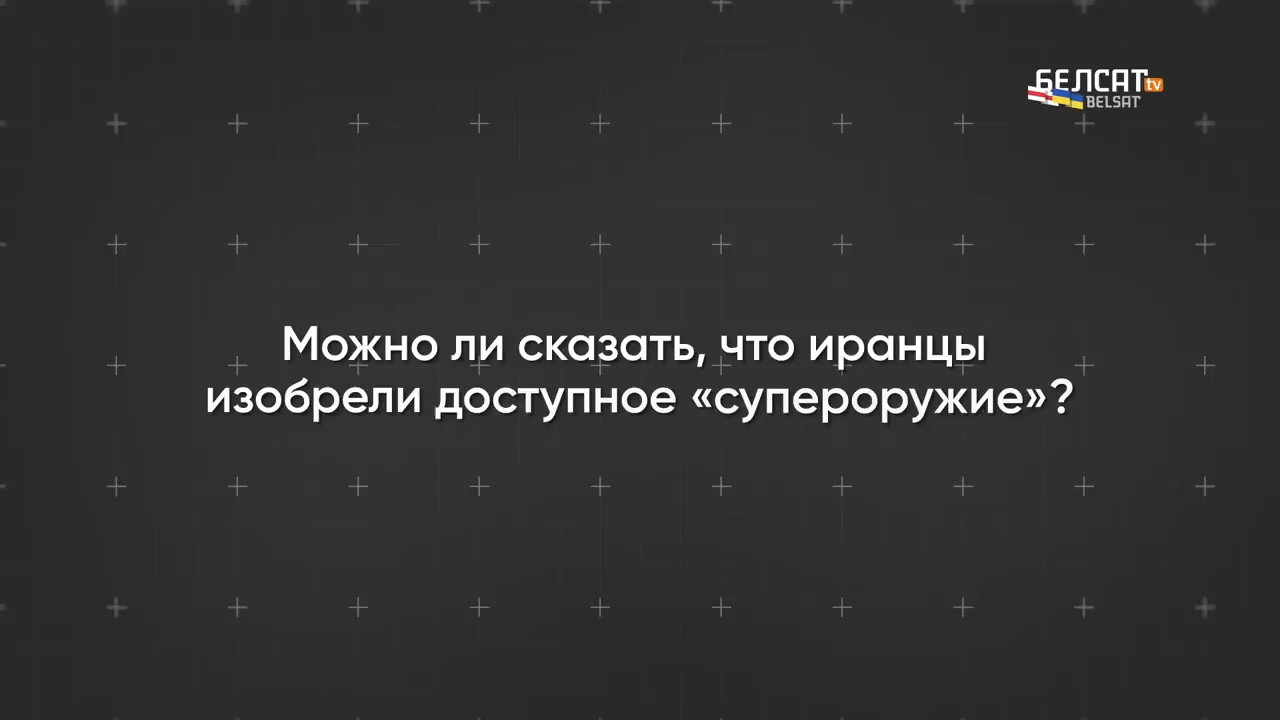 БЕЛСАТ tv
BELSAT
Можно ли сказать, что иранцы
изобрели доступное «супероружие»?